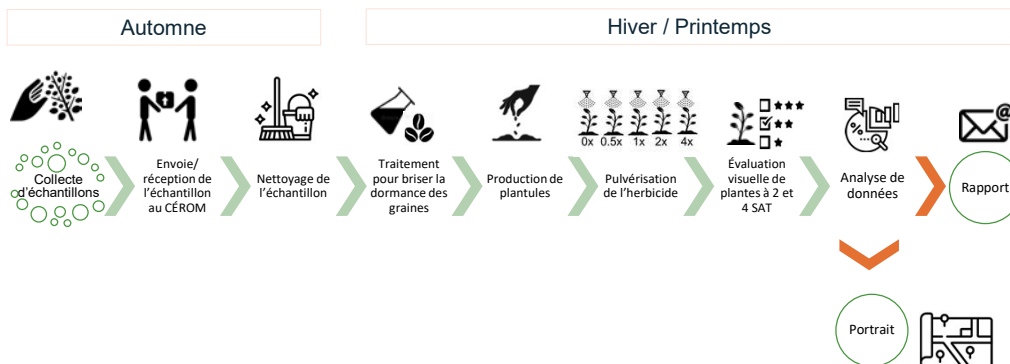 Automne
Hiver / Printemps
0x 0.5x 1x 2x 4x
Collecte
d'échantillons
Envoie/
réception de
l'échantillon
au CÉROM
Nettoyage de
l'échantillon
Traitement
pour briser la
dormance des
graines
Production de
plantules
Pulvérisation
de l'herbicide
Évaluation
visuelle de
plantes à 2 et
4 SAT
Analyse de
données
Rapport
Portrait